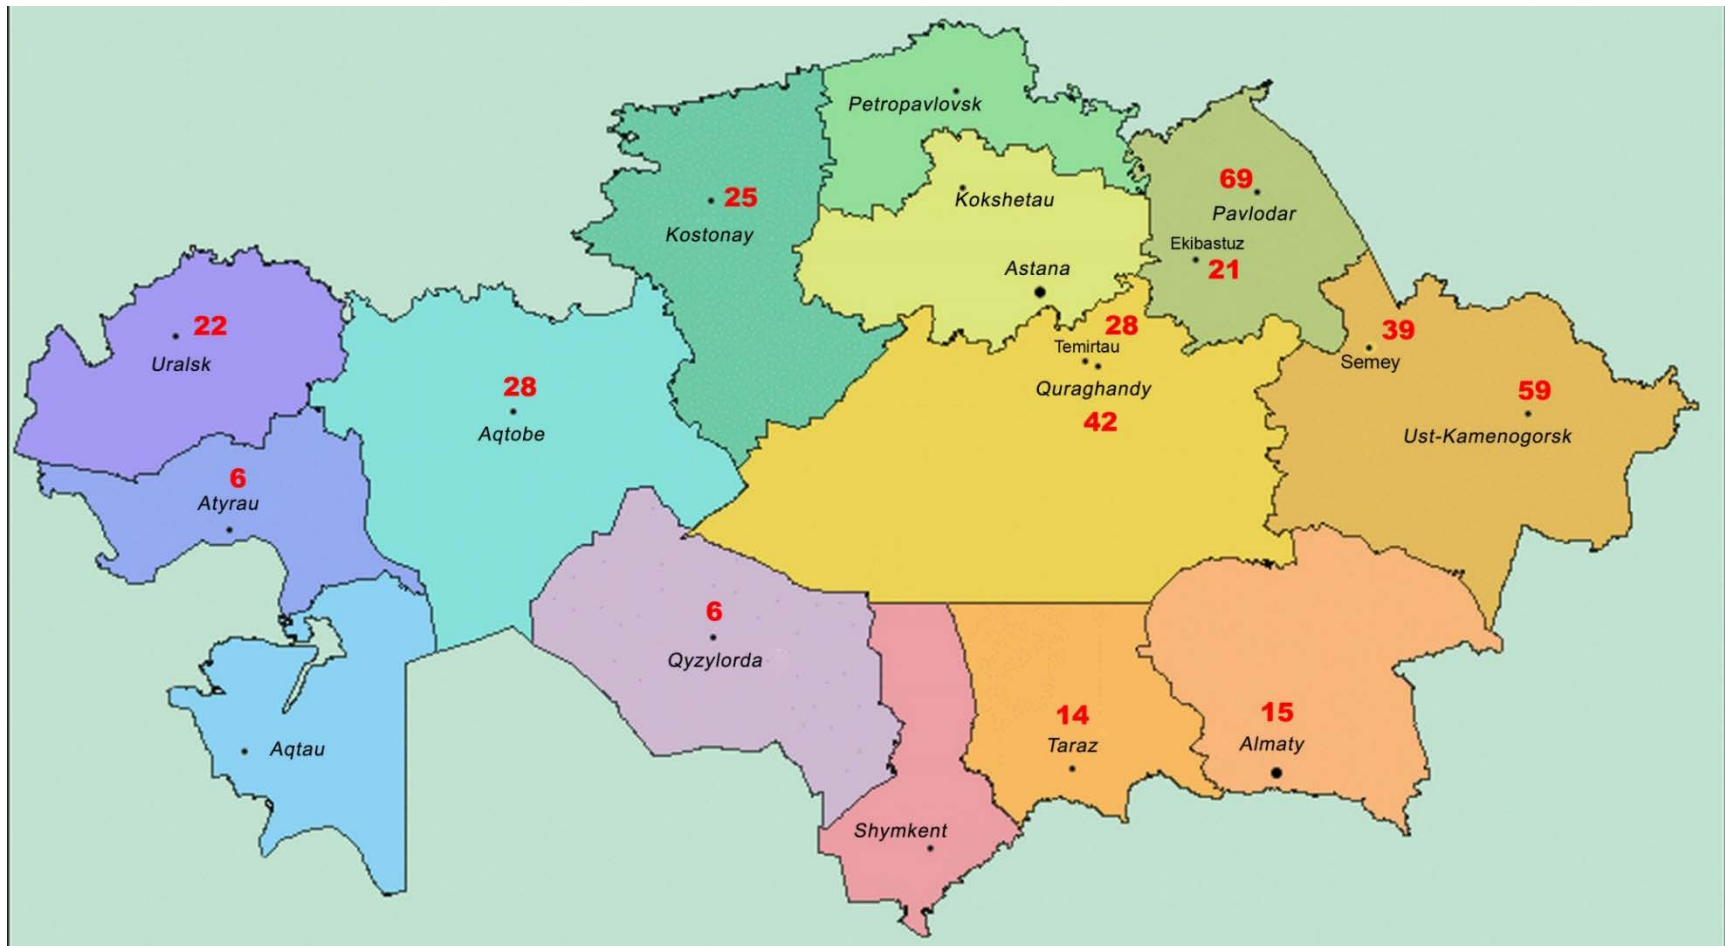 Petropavlovsk
69
25
Kokshetau
Pavlodar
Kostonay
Ekibastuz
Astana
21
22
28
39
Temirtau
Semey
Uralsk
28
Quraghandy
59
42
Aqtobe
Ust-Kamenogorsk
6
Atyrau
6
Qyzylorda
14
15
Aqtau
Taraz
Almaty
Shymkent